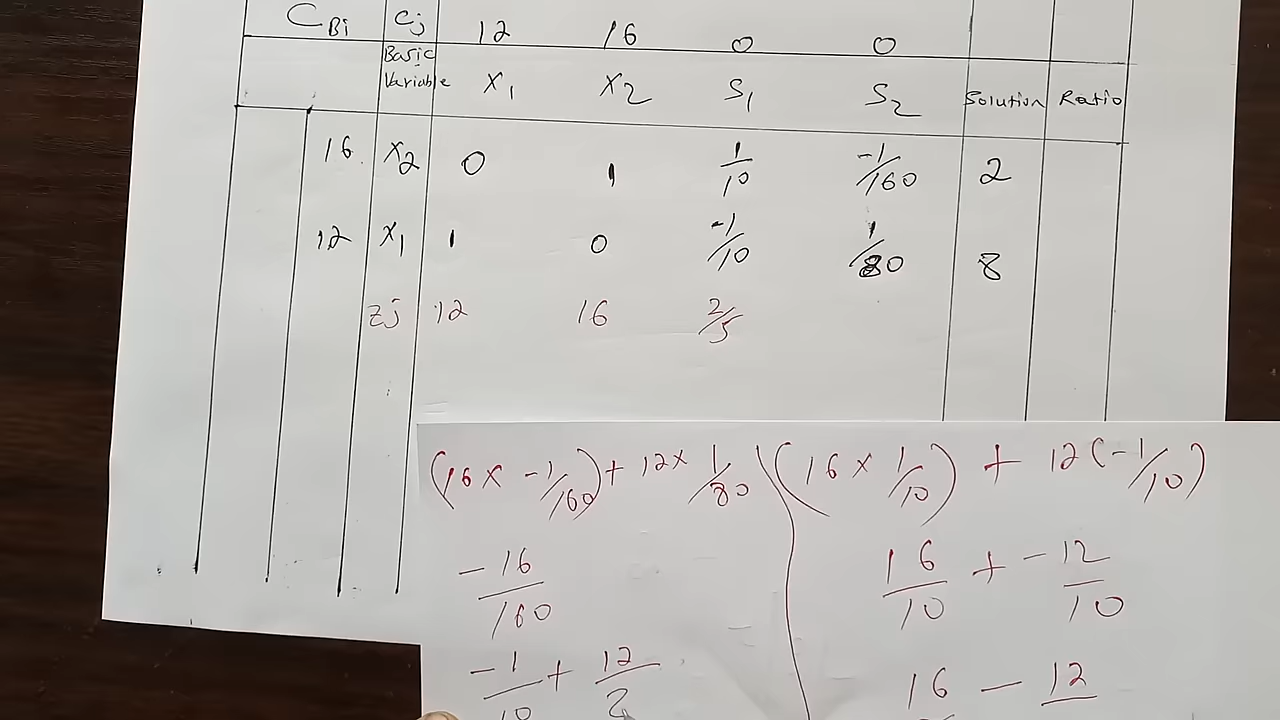 CBi Cj 12 16 0 0
Basic Variable X1 X2 S1 S2 Solution Ratio
16 X2 0 1 1/10 -1/160 2
12 X1 1 0 -1/10 1/80 8
Zj 12 16 2/5
(16 x -1/160) + 12 x 1/80
-16/160
-1/10 + 12/
(16 x 1/10) + 12(-1/10)
16/10 + -12/10
16 - 12